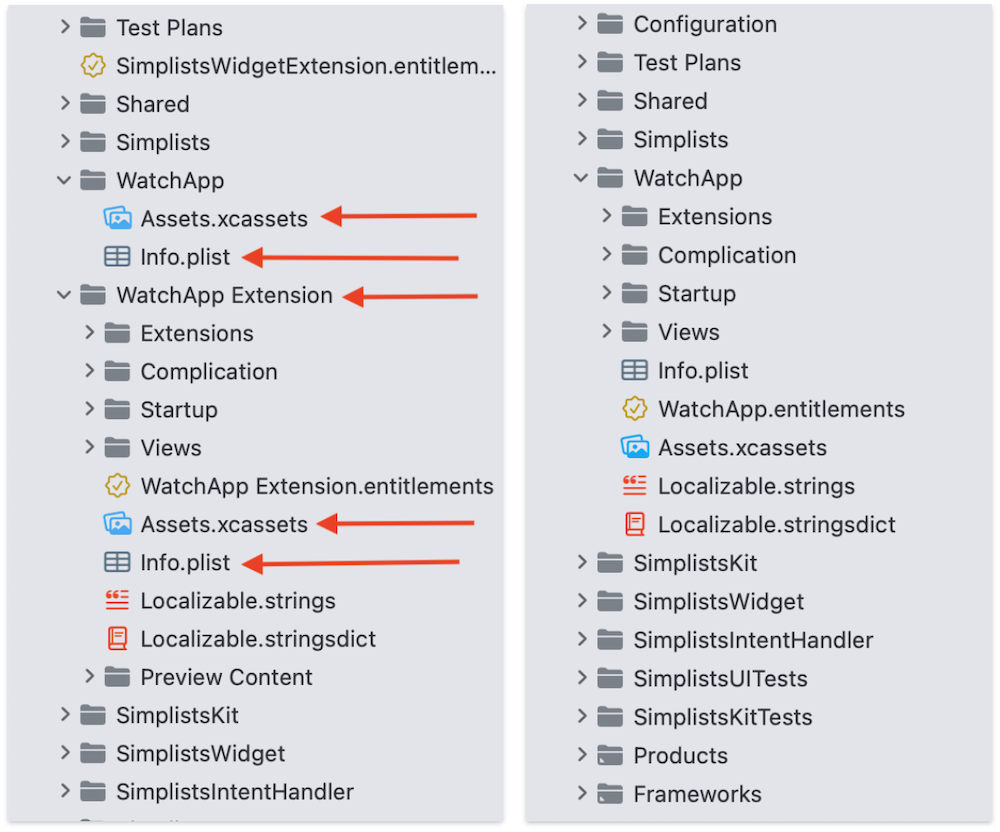 Test Plans
SimplistsWidgetExtension.entitlem...
Shared
Simplists
WatchApp
Assets.xcassets
Info.plist
WatchApp Extension
Extensions
Complication
Startup
Views
WatchApp Extension.entitlements
Assets.xcassets
Info.plist
Localizable.strings
Localizable.stringsdict
Preview Content
SimplistsKit
SimplistsWidget
SimplistsIntentHandler
Configuration
Test Plans
Shared
Simplists
WatchApp
Extensions
Complication
Startup
Views
Info.plist
WatchApp.entitlements
Assets.xcassets
Localizable.strings
Localizable.stringsdict
SimplistsKit
SimplistsWidget
SimplistsIntentHandler
SimplistsUITests
SimplistsKitTests
Products
Frameworks